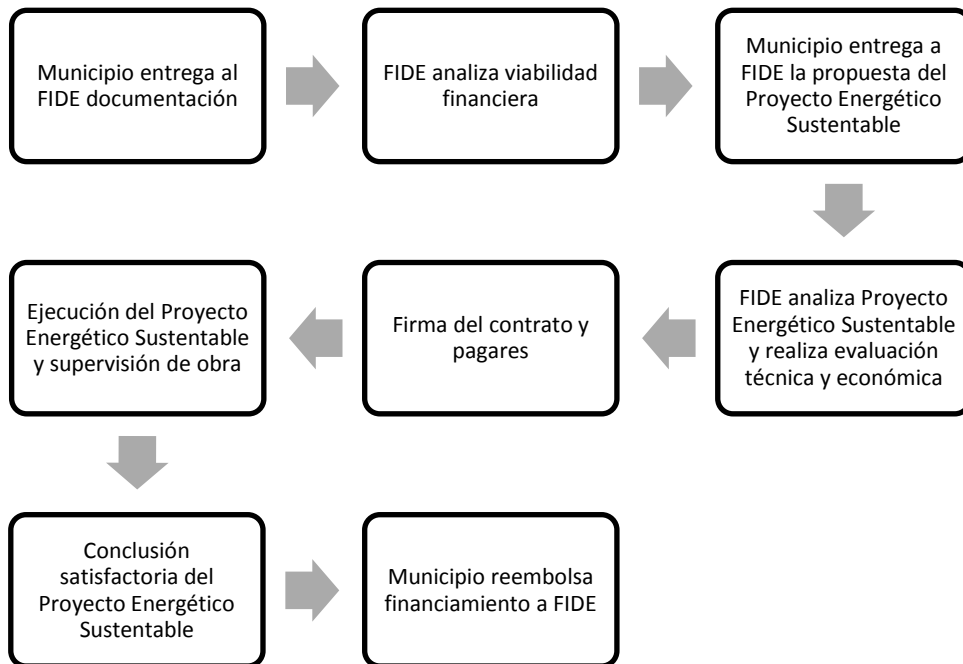 Municipio entrega al
FIDE documentación
FIDE analiza viabilidad
financiera
Municipio entrega a
FIDE la propuesta del
Proyecto Energético
Sustentable
FIDE analiza Proyecto
Energético Sustentable
y realiza evaluación
técnica y económica
Firma del contrato y
pagares
Ejecución del Proyecto
Energético Sustentable
y supervisión de obra
Conclusión
satisfactoria del
Proyecto Energético
Sustentable
Municipio reembolsa
financiamiento a FIDE